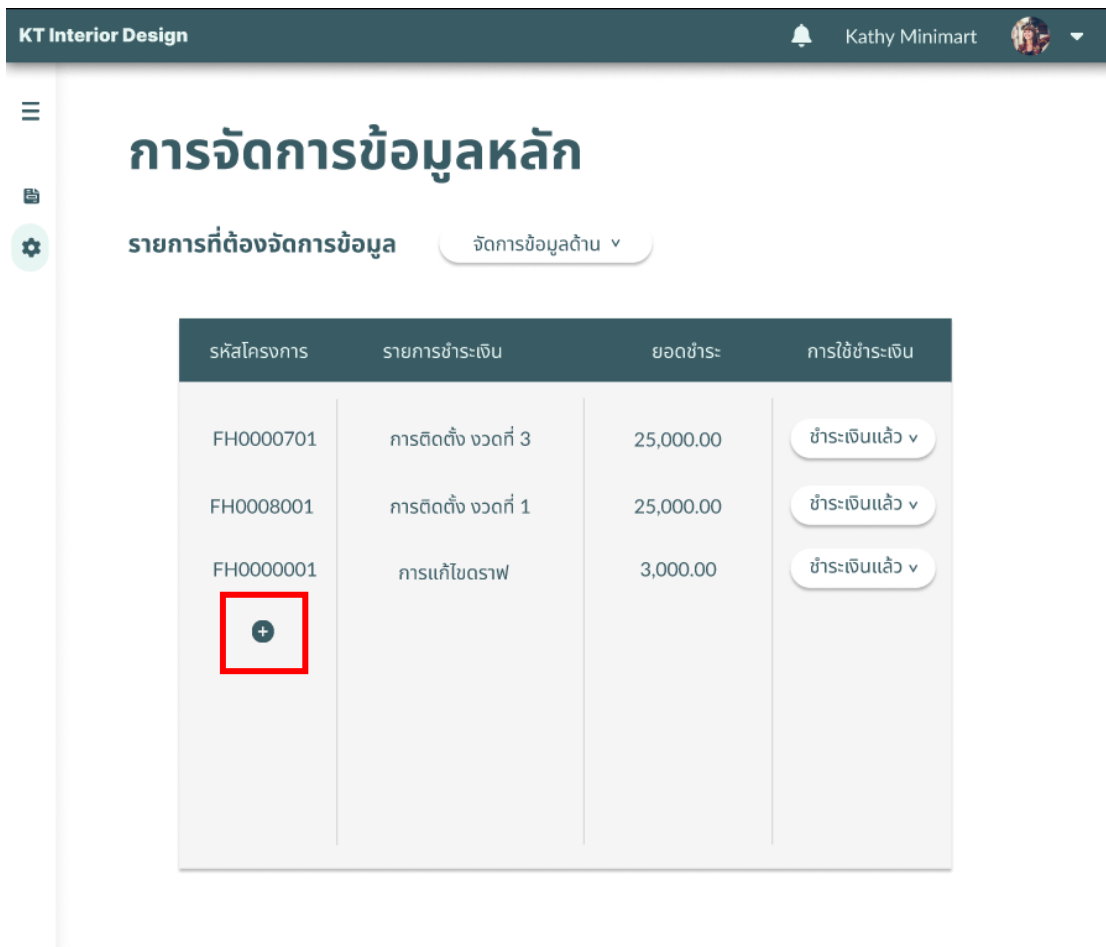 KT Interior Design Kathy Minimart
การจัดการข้อมูลหลัก
รายการที่ต้องจัดการข้อมูล จัดการข้อมูลด้าน
รหัสโครงการ รายการชำระเงิน ยอดชำระ การใช้ชำระเงิน
FH0000701 การติดตั้ง งวดที่ 3 25,000.00 ชำระเงินแล้ว
FH0008001 การติดตั้ง งวดที่ 1 25,000.00 ชำระเงินแล้ว
FH0000001 การแก้ไขดราฟ 3,000.00 ชำระเงินแล้ว